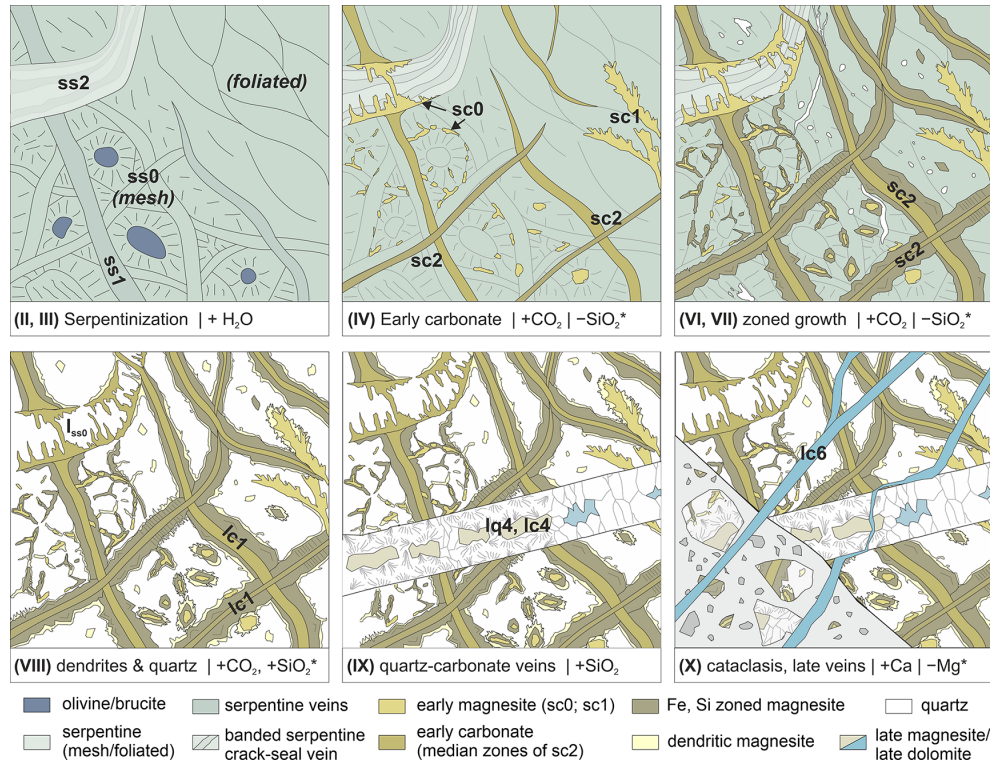 ss2
(foliated)
ss0
(mesh)
ss1
(II, III) Serpentinization | + H₂O
sc0
sc1
sc2
sc2
(IV) Early carbonate | +CO₂ | −SiO₂*
sc2
sc2
(VI, VII) zoned growth | +CO₂ | −SiO₂*
lss0
lc1
lc1
(VIII) dendrites & quartz | +CO₂, +SiO₂*
lq4, lc4
(IX) quartz-carbonate veins | +SiO₂
lc6
(X) cataclasis, late veins | +Ca | −Mg*
olivine/brucite
serpentine veins
early magnesite (sc0; sc1)
Fe, Si zoned magnesite
quartz
serpentine
(mesh/foliated)
banded serpentine
crack-seal vein
early carbonate
(median zones of sc2)
dendritic magnesite
late magnesite/
late dolomite